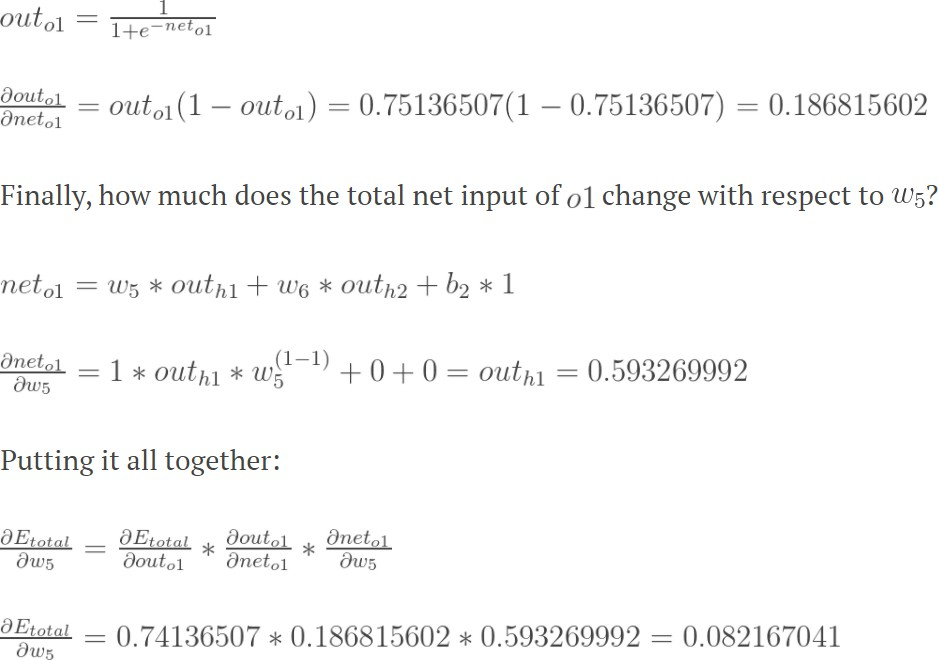 out_{o1} = \frac{1}{1+e^{-net_{o1}}}
\frac{\partial out_{o1}}{\partial net_{o1}} = out_{o1}(1 - out_{o1}) = 0.75136507(1 - 0.75136507) = 0.186815602
Finally, how much does the total net input of o1 change with respect to w_5?
net_{o1} = w_5 * out_{h1} + w_6 * out_{h2} + b_2 * 1
\frac{\partial net_{o1}}{\partial w_5} = 1 * out_{h1} * w_5^{(1-1)} + 0 + 0 = out_{h1} = 0.593269992
Putting it all together:
\frac{\partial E_{total}}{\partial w_5} = \frac{\partial E_{total}}{\partial out_{o1}} * \frac{\partial out_{o1}}{\partial net_{o1}} * \frac{\partial net_{o1}}{\partial w_5}
\frac{\partial E_{total}}{\partial w_5} = 0.74136507 * 0.186815602 * 0.593269992 = 0.082167041